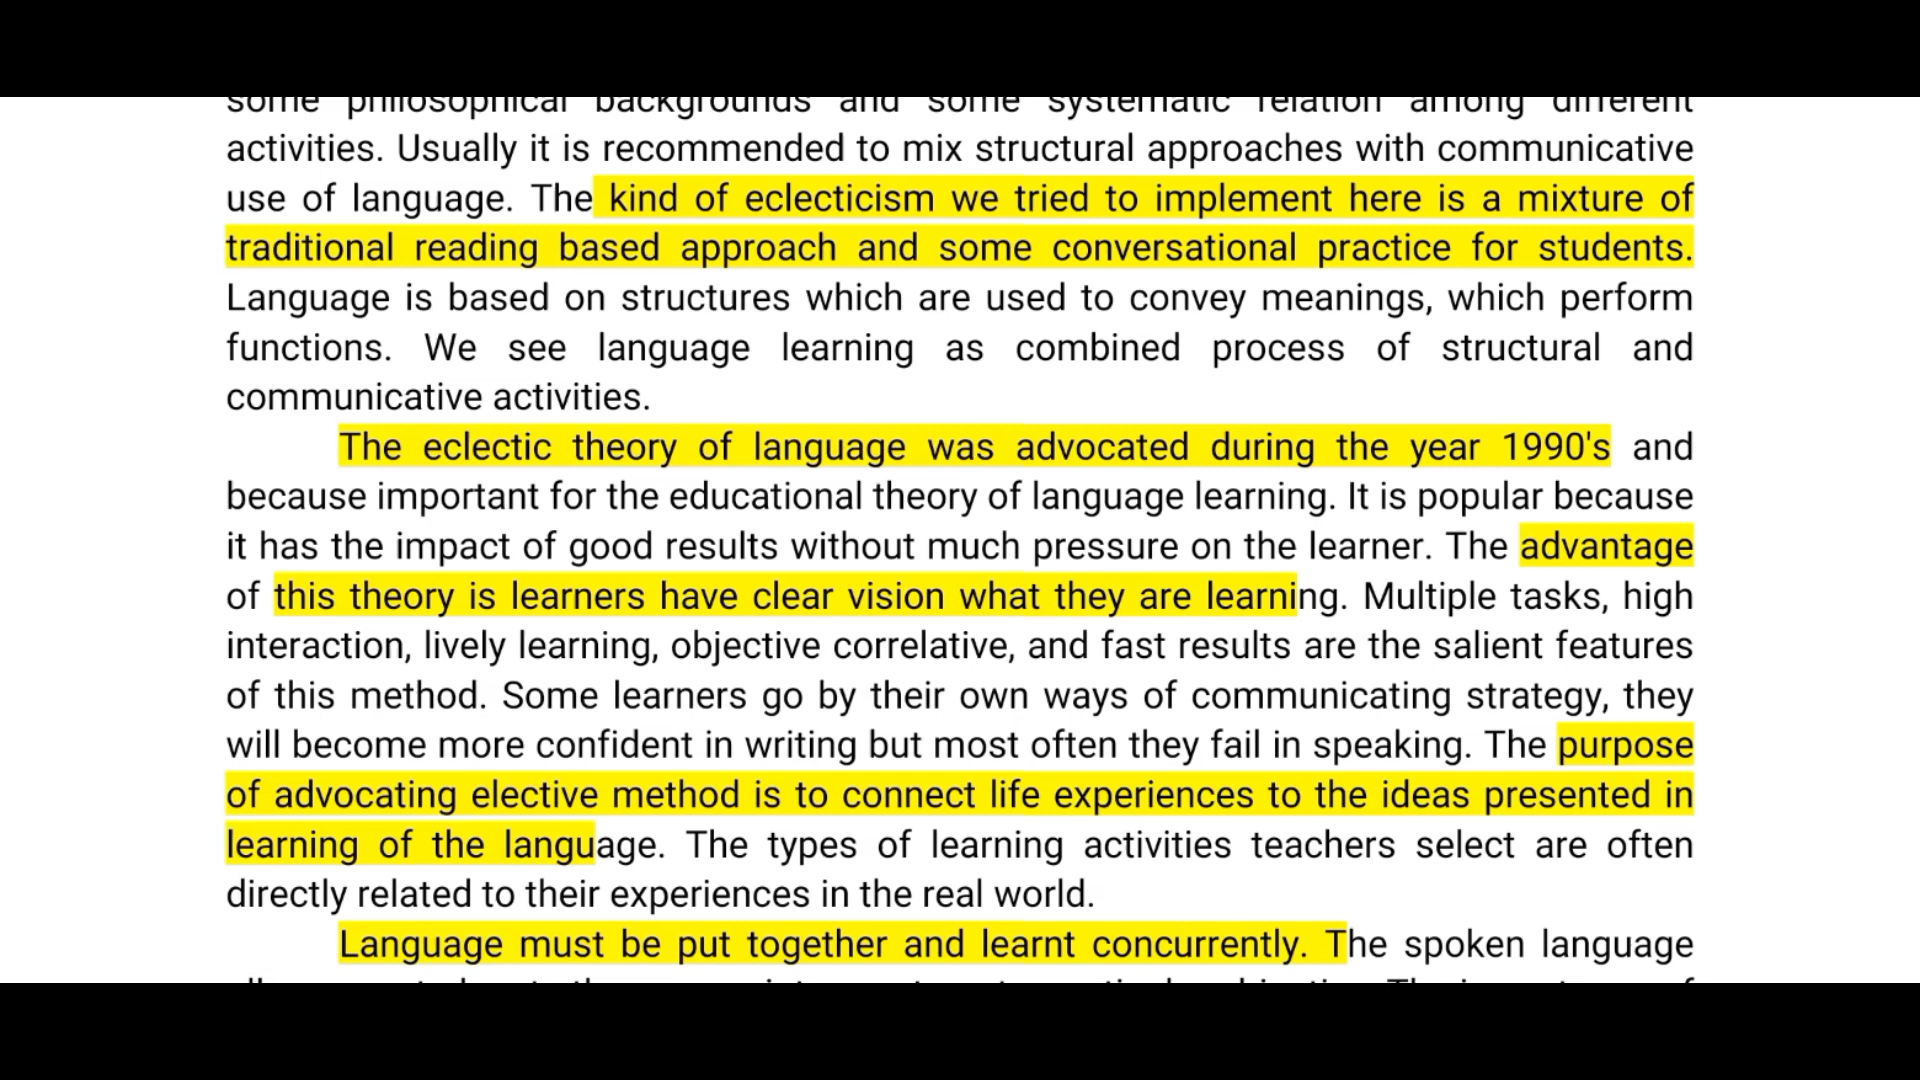 some philosophical backgrounds and some systematic relation among different
activities. Usually it is recommended to mix structural approaches with communicative
use of language. The kind of eclecticism we tried to implement here is a mixture of
traditional reading based approach and some conversational practice for students.
Language is based on structures which are used to convey meanings, which perform
functions. We see language learning as combined process of structural and
communicative activities.
The eclectic theory of language was advocated during the year 1990's and
because important for the educational theory of language learning. It is popular because
it has the impact of good results without much pressure on the learner. The advantage
of this theory is learners have clear vision what they are learning. Multiple tasks, high
interaction, lively learning, objective correlative, and fast results are the salient features
of this method. Some learners go by their own ways of communicating strategy, they
will become more confident in writing but most often they fail in speaking. The purpose
of advocating elective method is to connect life experiences to the ideas presented in
learning of the language. The types of learning activities teachers select are often
directly related to their experiences in the real world.
Language must be put together and learnt concurrently. The spoken language